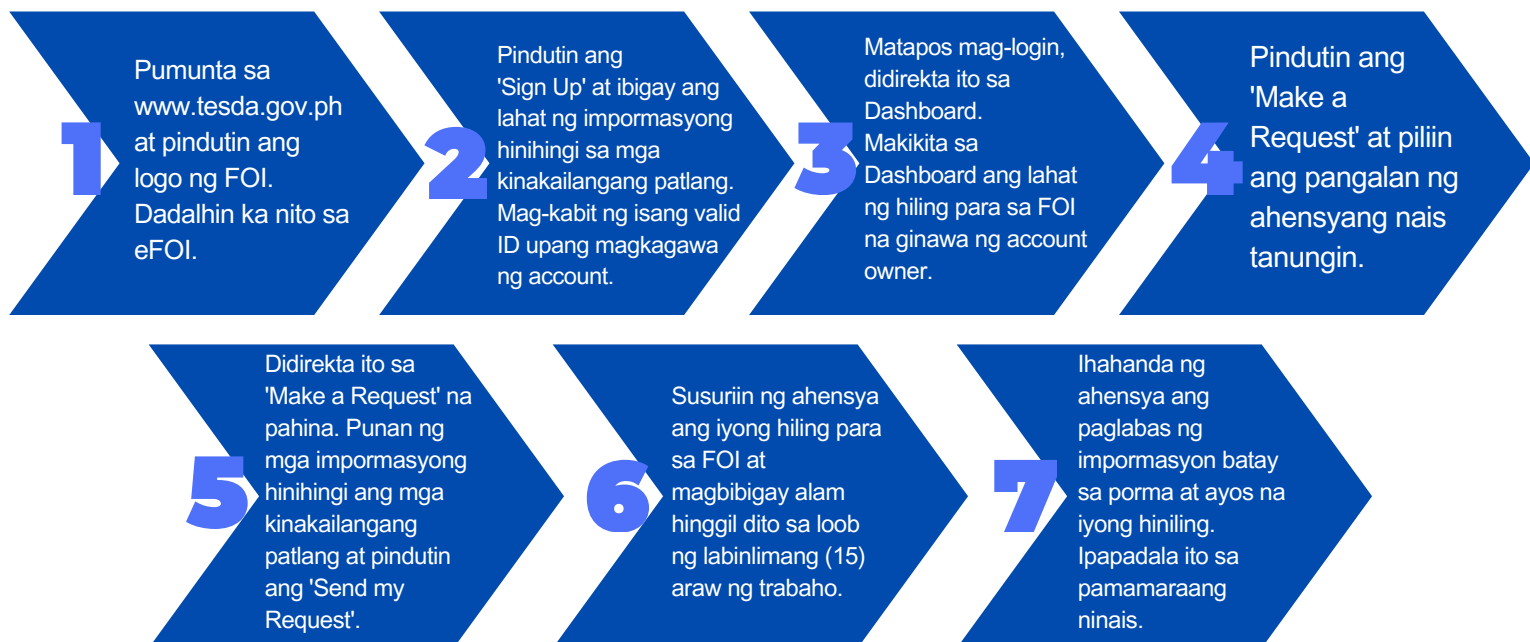 1
Pumunta sa
www.tesda.gov.ph
at pindutin ang
logo ng FOI.
Dadalhin ka nito sa
eFOI.
2
Pindutin ang
'Sign Up' at ibigay ang
lahat ng impormasyong
hinihingi sa mga
kinakailangang patlang.
Mag-kabit ng isang valid
ID upang magkagawa
ng account.
3
Matapos mag-login,
didirekta ito sa
Dashboard.
Makikita sa
Dashboard ang lahat
ng hiling para sa FOI
na ginawa ng account
owner.
4
Pindutin ang
'Make a
Request' at piliin
ang pangalan ng
ahensyang nais
tanungin.
5
Didirekta ito sa
'Make a Request' na
pahina. Punan ng
mga impormasyong
hinihingi ang mga
kinakailangang
patlang at pindutin
ang 'Send my
Request'.
6
Susuriin ng ahensya
ang iyong hiling para
sa FOI at
magbibigay alam
hinggil dito sa loob
ng labinlimang (15)
araw ng trabaho.
7
Ihahanda ng
ahensya ang
paglabas ng
impormasyon batay
sa porma at ayos na
iyong hiniling.
Ipapadala ito sa
pamamaraang
ninais.